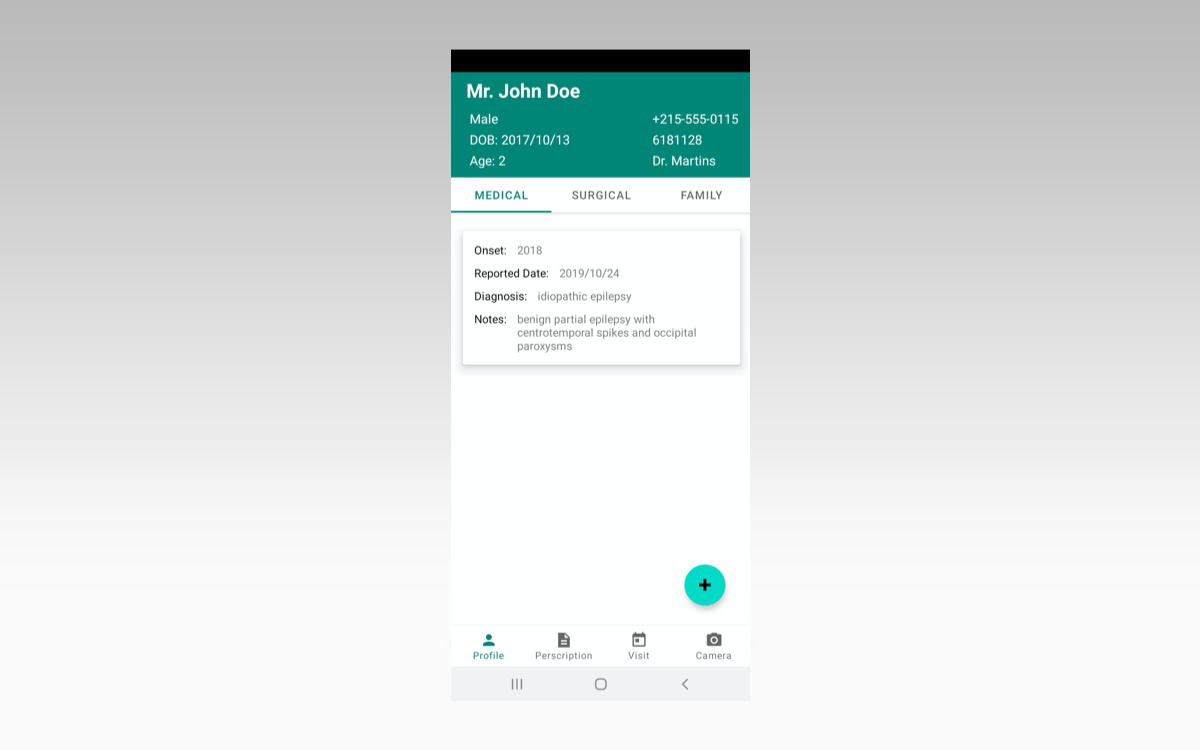 Mr. John Doe
Male
+215-555-0115
DOB: 2017/10/13
6181128
Age: 2
Dr. Martins
MEDICAL
SURGICAL
FAMILY
Onset: 2018
Reported Date: 2019/10/24
Diagnosis: idiopathic epilepsy
Notes: benign partial epilepsy with
centrotemporal spikes and occipital
paroxysms
+
Profile
Perscription
Visit
Camera